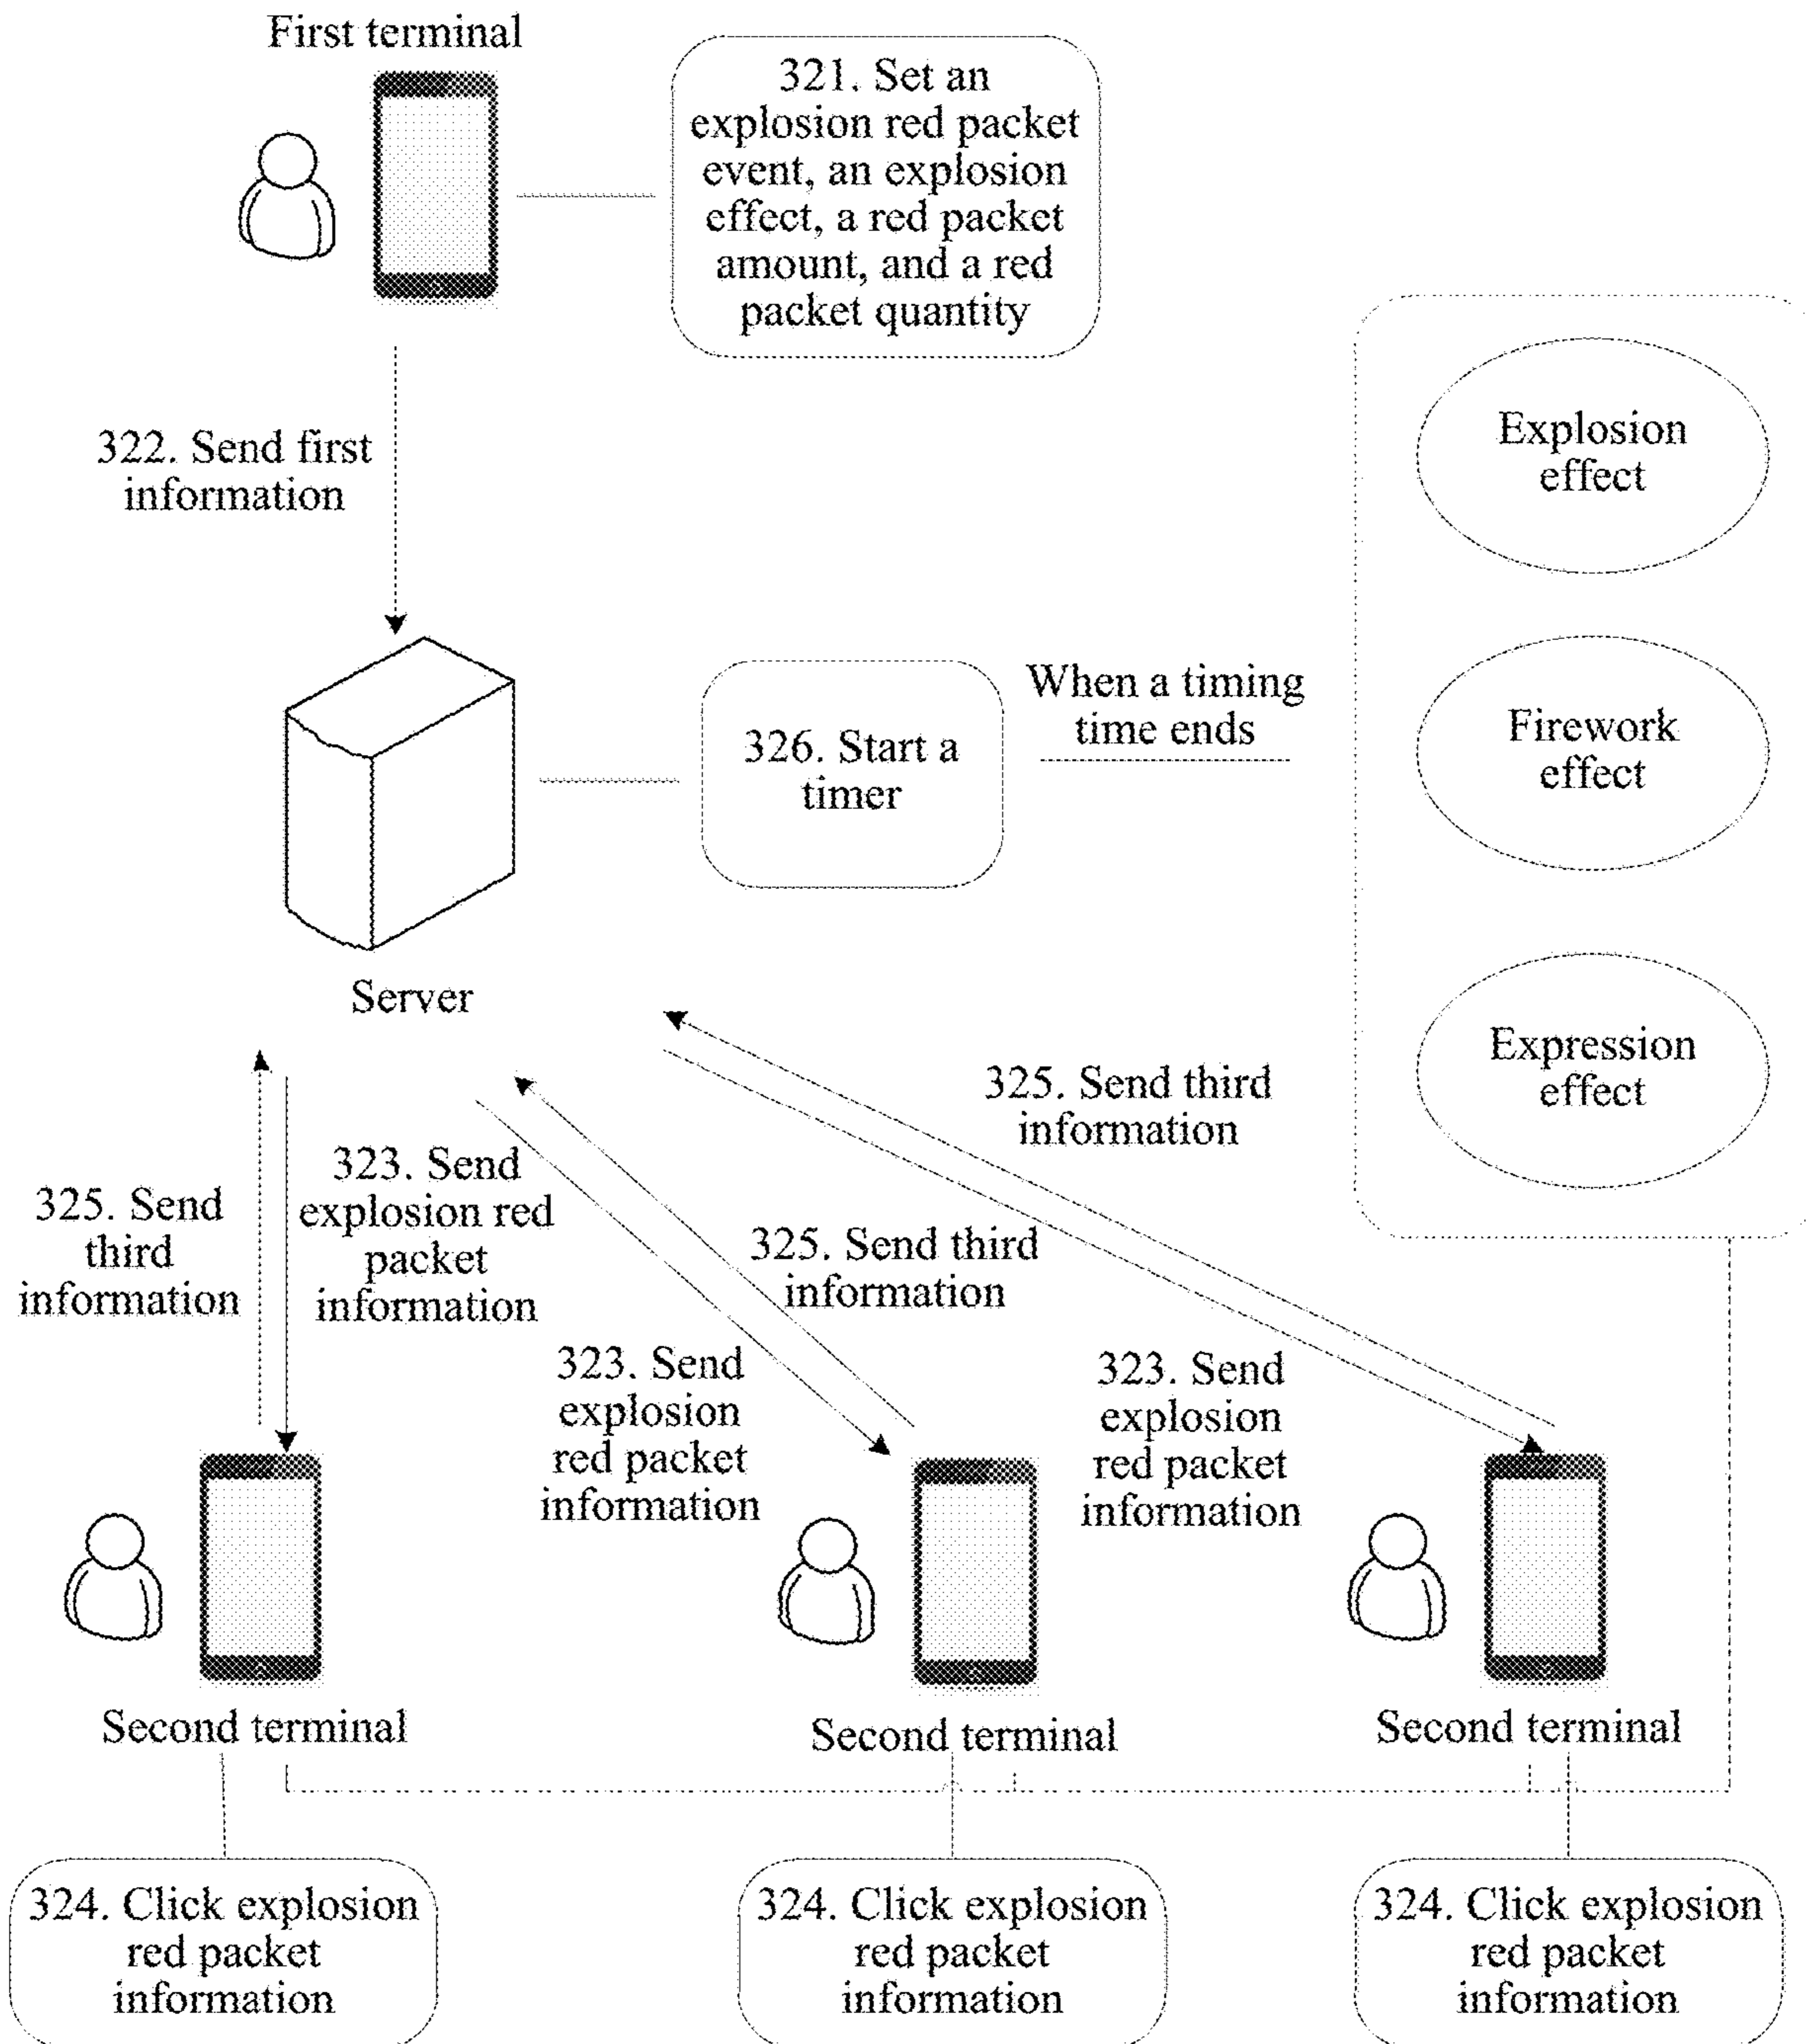 First terminal
321. Set an
explosion red packet
event, an explosion
effect, a red packet
amount, and a red
packet quantity
322. Send first
information
Explosion
effect
Firework
effect
Expression
effect
When a timing
time ends
326. Start a
timer
Server
325. Send third
information
323. Send
explosion red
packet
information
325. Send
third
information
325. Send third
information
323. Send
explosion
red packet
information
323. Send
explosion
red packet
information
Second terminal
Second terminal
Second terminal
324. Click explosion
red packet
information
324. Click explosion
red packet
information
324. Click explosion
red packet
information